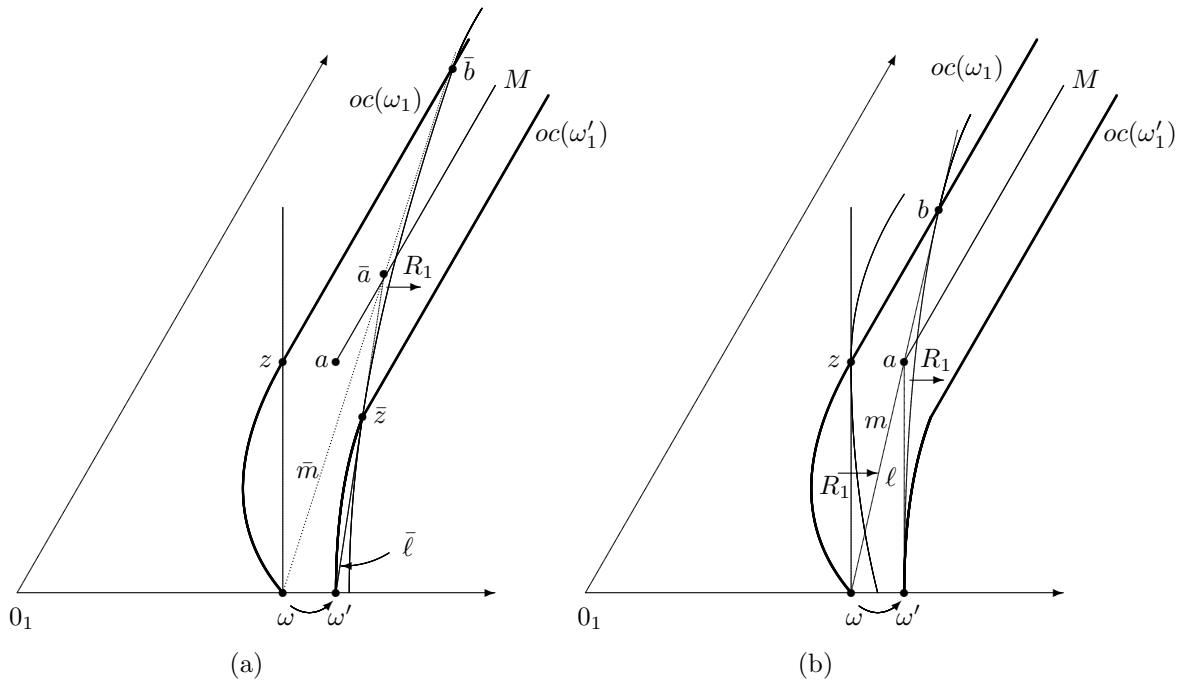 b̄
oc(ω₁)
M
oc(ω′₁)
ā
R₁
z
a
z̄
m̄
ℓ̄
0₁
ω
ω′
(a)
oc(ω₁)
M
oc(ω′₁)
b
z
a
R₁
m
R₁
ℓ
0₁
ω
ω′
(b)